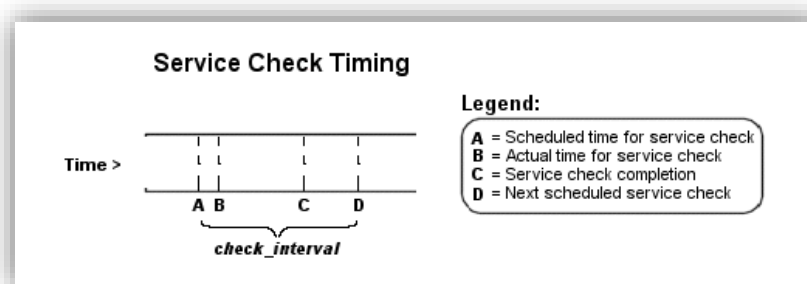 Service Check Timing
Legend:
A = Scheduled time for service check
B = Actual time for service check
C = Service check completion
D = Next scheduled service check
Time >
A B C D
check_interval